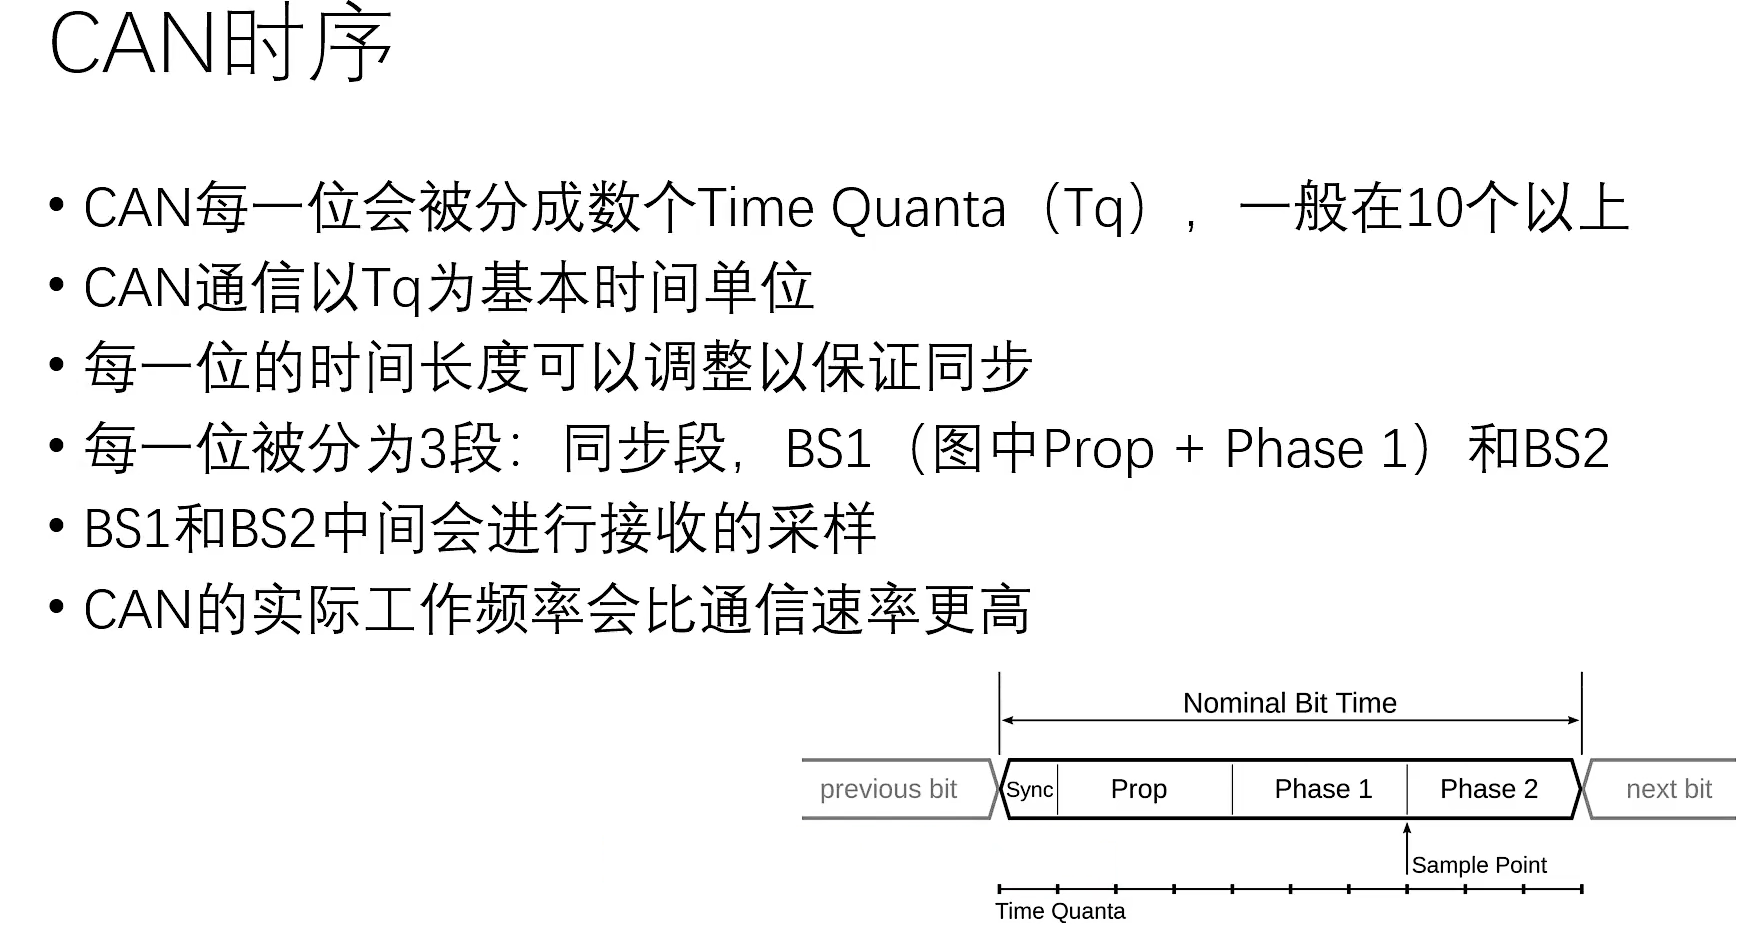 CAN时序
• CAN每一位会被分成数个Time Quanta（Tq），一般在10个以上
• CAN通信以Tq为基本时间单位
• 每一位的时间长度可以调整以保证同步
• 每一位被分为3段：同步段，BS1（图中Prop + Phase 1）和BS2
• BS1和BS2中间会进行接收的采样
• CAN的实际工作频率会比通信速率更高
Nominal Bit Time
previous bit Sync Prop Phase 1 Phase 2 next bit
Sample Point
Time Quanta